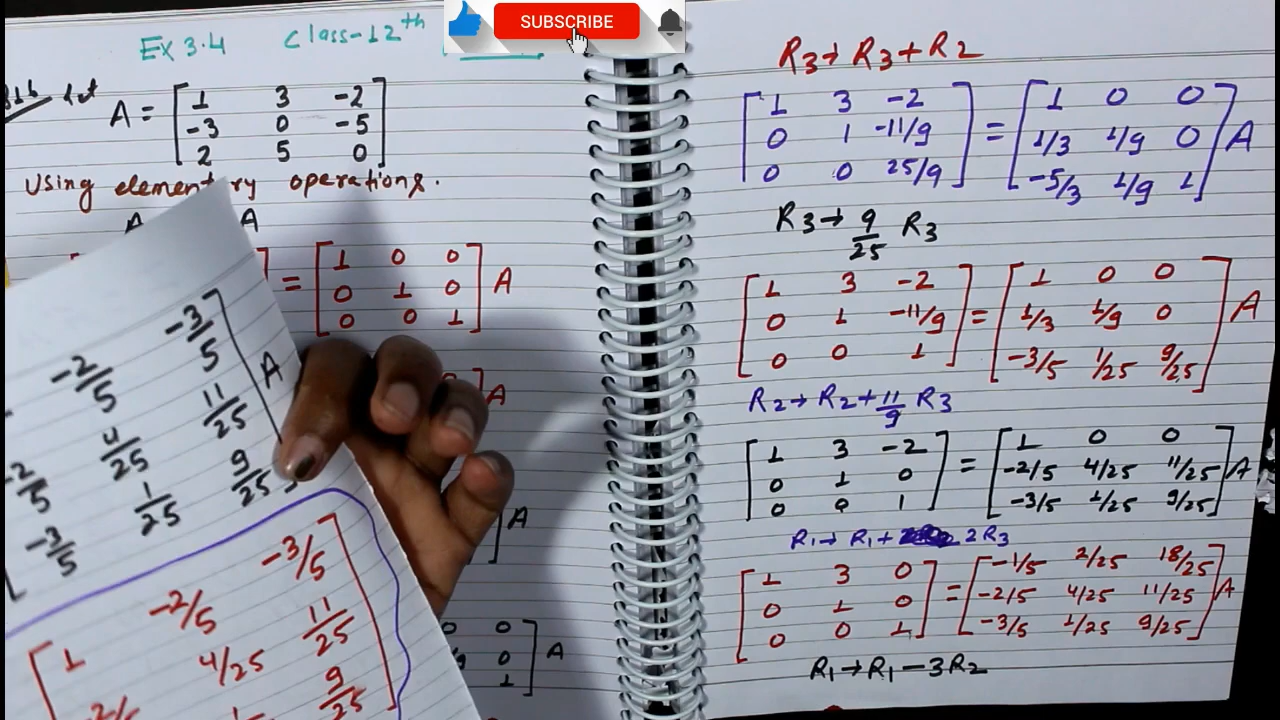 SUBSCRIBE
Ex 3.4 Class-12th
1st
A = [ 1 3 -2
-3 0 -5
2 5 0 ]
Using elementary operations.
A A
= [ 1 0 0
0 1 0
0 0 1 ] A
A
A
0 0
0 A
1
-2/5 -3/5
4/25 11/25 A
-3/5 1/25 9/25 ]
[ 1 -2/5 -3/5
4/25 11/25
9/25
R3 → R3 + R2
[ 1 3 -2 ] = [ 1 0 0 ]
[ 0 1 -11/9 ] = [ 1/3 1/9 0 ] A
[ 0 0 25/9 ] = [ -5/3 1/9 1 ]
R3 → 9/25 R3
[ 1 3 -2 ] = [ 1 0 0 ]
[ 0 1 -11/9 ] = [ 1/3 1/9 0 ] A
[ 0 0 1 ] = [ -3/5 1/25 9/25 ]
R2 → R2 + 11/9 R3
[ 1 3 -2 ] = [ 1 0 0 ]
[ 0 1 0 ] = [ -2/5 4/25 11/25 ] A
[ 0 0 1 ] = [ -3/5 1/25 9/25 ]
R1 → R1 + 2R3
[ 1 3 0 ] = [ -1/5 2/25 18/25 ]
[ 0 1 0 ] = [ -2/5 4/25 11/25 ] A
[ 0 0 1 ] = [ -3/5 1/25 9/25 ]
R1 → R1 - 3R2